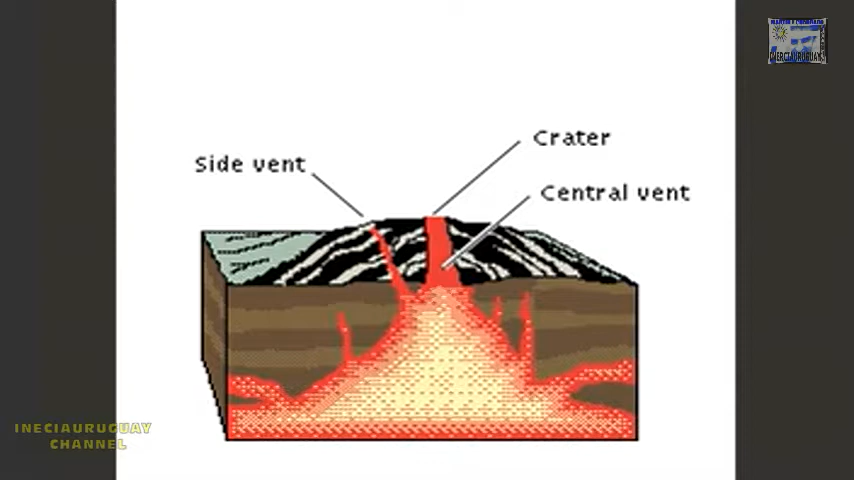 Crater
Side vent
Central vent
INECIAURUGUAY
CHANNEL